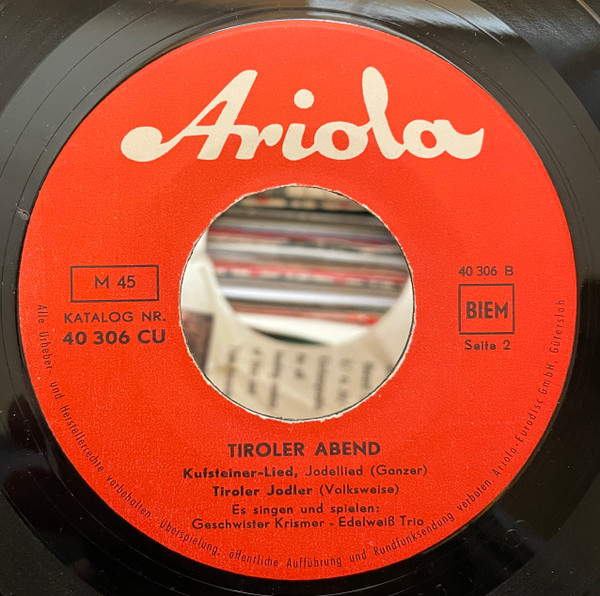 Ariola
M 45
KATALOG NR.
40 306 CU
40 306 B
BIEM
Seite 2
TIROLER ABEND
Kufsteiner-Lied, Jodellied (Ganzer)
Tiroler Jodler (Volksweise)
Es singen und spielen:
Geschwister Krismer - Edelweiß Trio
Alle Urheber- und Herstellerrechte vorbehalten. Überspielung, öffentliche Aufführung und Rundfunksendung verboten Ariola-Eurodisc GmbH, Gütersloh